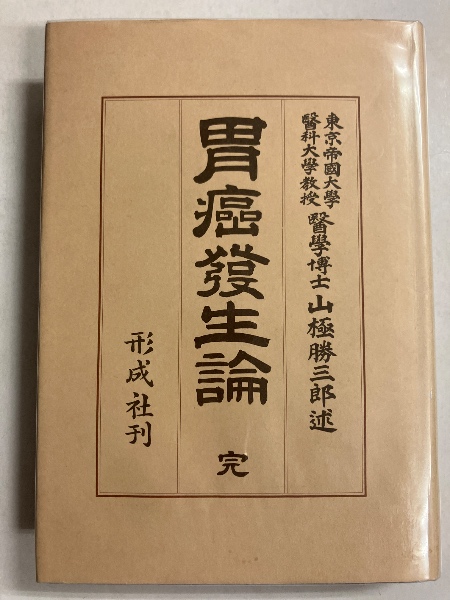 東京帝國大學
醫科大學教授
醫學博士 山極勝三郎述
胃癌發生論 完
形成社刊